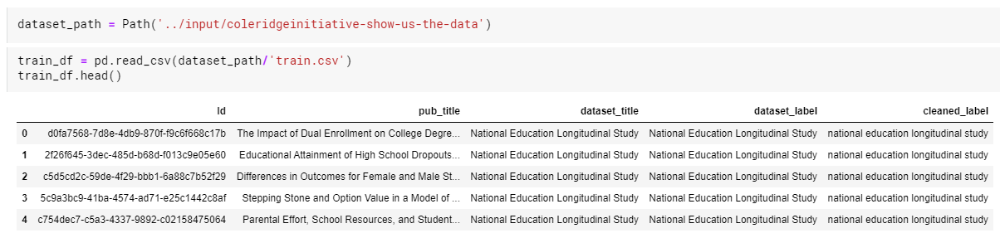 dataset_path = Path('../input/coleridgeinitiative-show-us-the-data')
train_df = pd.read_csv(dataset_path/'train.csv')
train_df.head()
Id pub_title dataset_title dataset_label cleaned_label
0 d0fa7568-7d8e-4db9-870f-f9c6f668c17b The Impact of Dual Enrollment on College Degre... National Education Longitudinal Study National Education Longitudinal Study national education longitudinal study
1 2f26f645-3dec-485d-b68d-f013c9e05e60 Educational Attainment of High School Dropouts... National Education Longitudinal Study National Education Longitudinal Study national education longitudinal study
2 c5d5cd2c-59de-4f29-bbb1-6a88c7b52f29 Differences in Outcomes for Female and Male St... National Education Longitudinal Study National Education Longitudinal Study national education longitudinal study
3 5c9a3bc9-41ba-4574-ad71-e25c1442c8af Stepping Stone and Option Value in a Model of ... National Education Longitudinal Study National Education Longitudinal Study national education longitudinal study
4 c754dec7-c5a3-4337-9892-c02158475064 Parental Effort, School Resources, and Student... National Education Longitudinal Study National Education Longitudinal Study national education longitudinal study